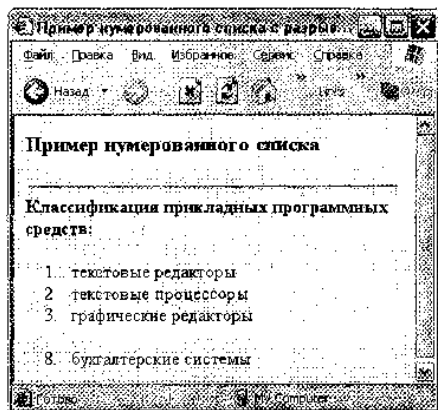 Пример нумерованного списка с разрыв
Файл Правка Вид Избранное Сервис Справка
Назад
Пример нумерованного списка
Классификация прикладных программных
средств:
1. текстовые редакторы
2. текстовые процессоры
3. графические редакторы
8. бухгалтерские системы
Готово My Computer